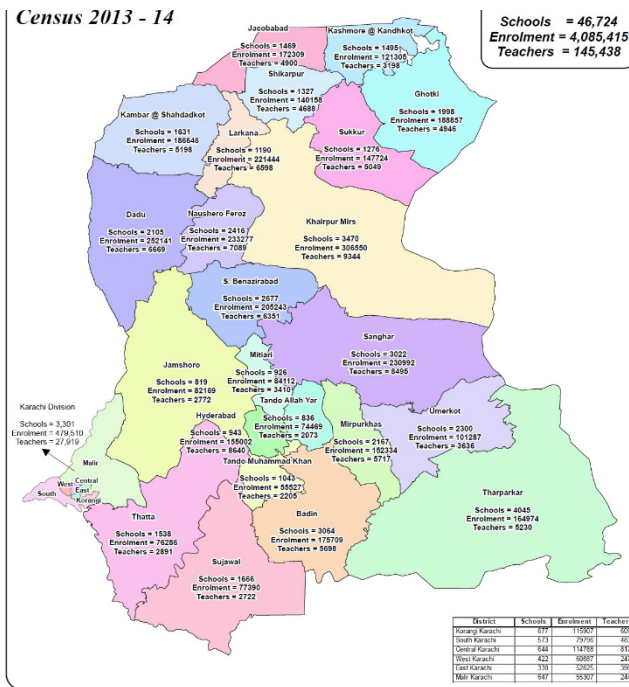 Census 2013 - 14
Schools = 46,724
Enrolment = 4,085,415
Teachers = 145,438
Jacobabad
Schools = 1469
Enrolment = 172309
Teachers = 4900
Kashmore @ Kandhkot
Schools = 1495
Enrolment = 121305
Teachers = 3198
Shikarpur
Schools = 1327
Enrolment = 140158
Teachers = 4688
Ghotki
Schools = 1998
Enrolment = 188857
Teachers = 4946
Kambar @ Shahdadkot
Schools = 1631
Enrolment = 186646
Teachers = 5198
Larkana
Schools = 1190
Enrolment = 221444
Teachers = 6598
Sukkur
Schools = 1276
Enrolment = 147724
Teachers = 5049
Dadu
Schools = 2105
Enrolment = 252141
Teachers = 6669
Naushero Feroz
Schools = 2416
Enrolment = 233277
Teachers = 7089
Khairpur Mirs
Schools = 3470
Enrolment = 306550
Teachers = 9344
S. Benazirabad
Schools = 2677
Enrolment = 205243
Teachers = 6351
Sanghar
Schools = 3022
Enrolment = 230992
Teachers = 8495
Jamshoro
Schools = 819
Enrolment = 82169
Teachers = 2772
Mitiari
Schools = 926
Enrolment = 84112
Teachers = 3410
Tando Allah Yar
Schools = 836
Enrolment = 74469
Teachers = 2073
Hyderabad
Schools = 943
Enrolment = 155002
Teachers = 8640
Mirpurkhas
Schools = 2167
Enrolment = 152334
Teachers = 5717
Umerkot
Schools = 2300
Enrolment = 101287
Teachers = 3636
Karachi Division
Schools = 3,301
Enrolment = 479,510
Teachers = 27,919
Malir
West
Central
East
South
Korangi
Tando Muhammad Khan
Schools = 1043
Enrolment = 55527
Teachers = 2205
Tharparkar
Schools = 4045
Enrolment = 164974
Teachers = 5230
Thatta
Schools = 1538
Enrolment = 76286
Teachers = 2891
Badin
Schools = 3064
Enrolment = 175709
Teachers = 5698
Sujawal
Schools = 1666
Enrolment = 77390
Teachers = 2722
District Schools Enrolment
Korangi Karachi 677 115907
South Karachi 573 79796
Central Karachi 644 114788
West Karachi 422
East Karachi
Malir Karachi 647 55307